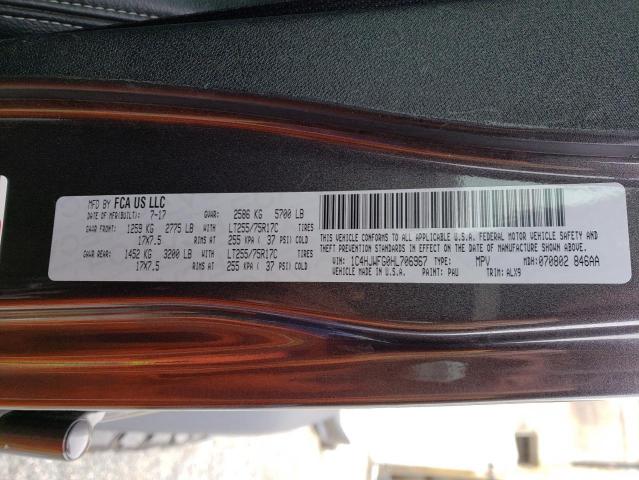 MFD BY FCA US LLC
DATE OF MFR(BUILT): 7-17 GVWR: 2586 KG 5700 LB
GAWR FRONT: 1259 KG 2775 LB WITH LT255/75R17C TIRES
17X7.5 RIMS AT 255 KPA( 37 PSI) COLD
GAWR REAR: 1452 KG 3200 LB WITH LT255/75R17C TIRES
17X7.5 RIMS AT 255 KPA( 37 PSI) COLD
THIS VEHICLE CONFORMS TO ALL APPLICABLE U.S.A. FEDERAL MOTOR VEHICLE SAFETY AND
THEFT PREVENTION STANDARDS IN EFFECT ON THE DATE OF MANUFACTURE SHOWN ABOVE.
VIN: 1C4HJWFG0HL706967 TYPE: MPV MDH: 070802 846AA
VEHICLE MADE IN U.S.A. PAINT: PAU TRIM: ALX9